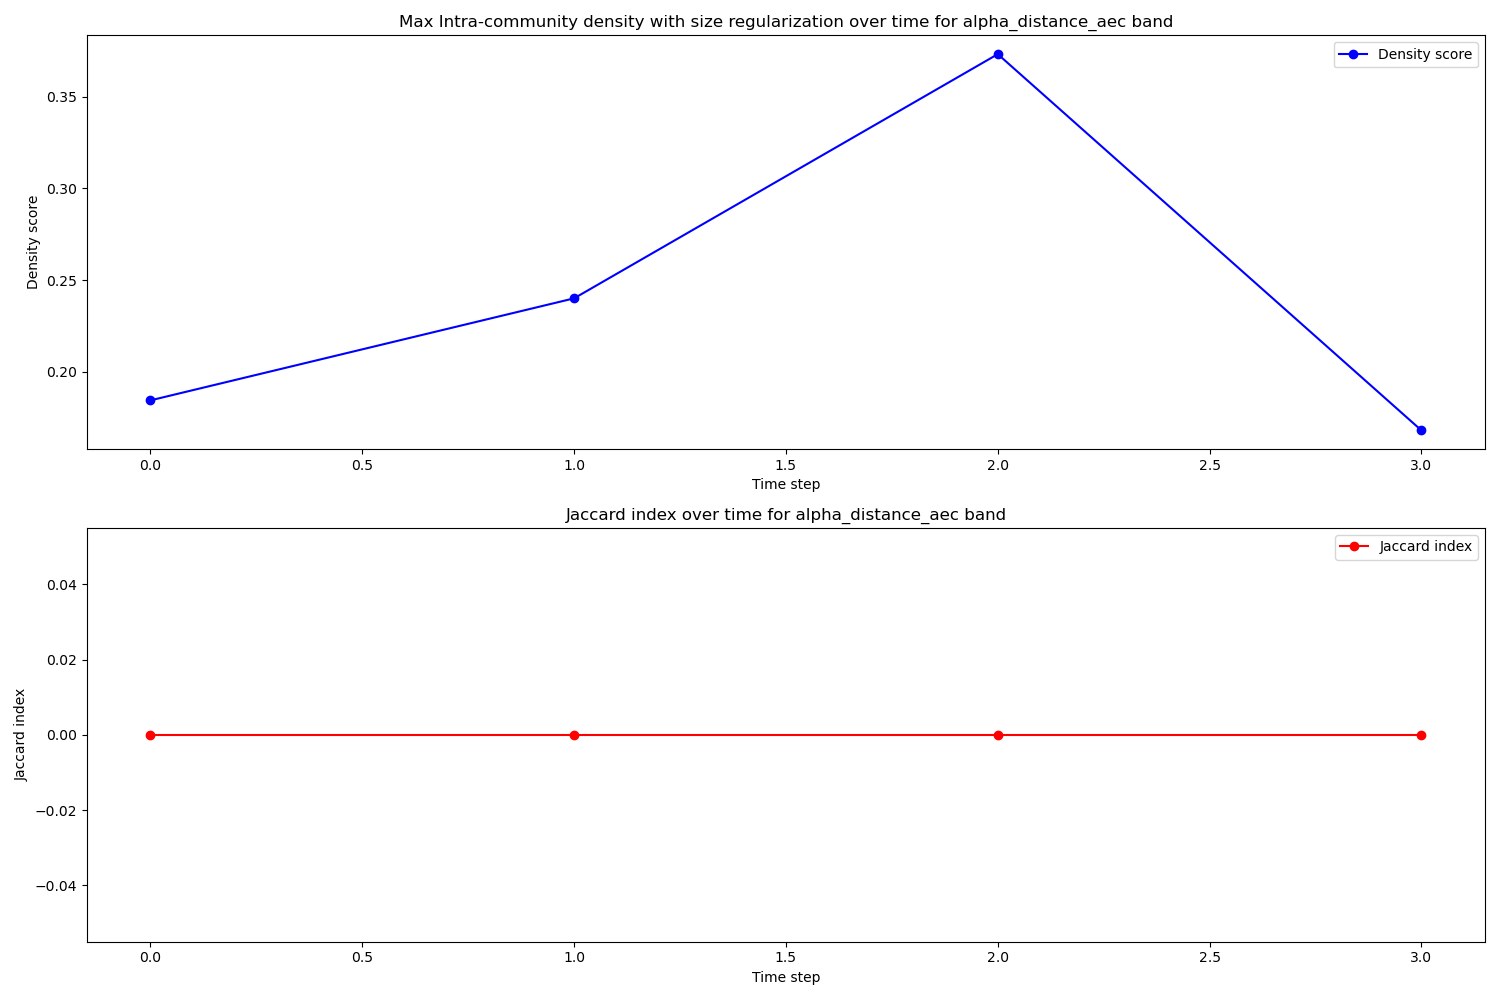 Max Intra-community density with size regularization over time for alpha_distance_aec band
Density score
0.35
0.30
0.25
0.20
Density score
0.0 0.5 1.0 1.5 2.0 2.5 3.0
Time step
Jaccard index over time for alpha_distance_aec band
Jaccard index
0.04
0.02
0.00
−0.02
−0.04
Jaccard index
0.0 0.5 1.0 1.5 2.0 2.5 3.0
Time step